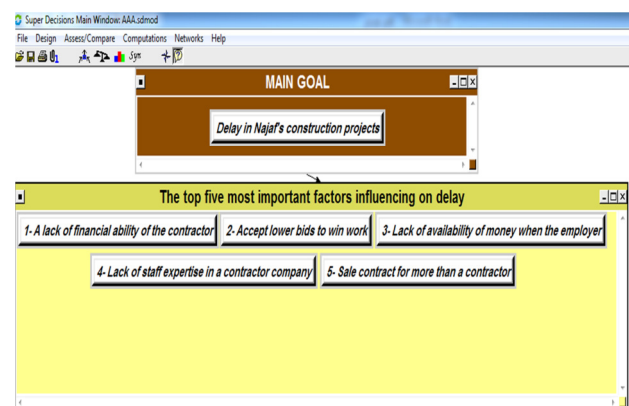 Super Decisions Main Window: AAA.sdmod
File Design Assess/Compare Computations Networks Help
Syn
MAIN GOAL
Delay in Najaf's construction projects
The top five most important factors influencing on delay
1- A lack of financial ability of the contractor 2- Accept lower bids to win work 3- Lack of availability of money when the employer
4- Lack of staff expertise in a contractor company 5- Sale contract for more than a contractor